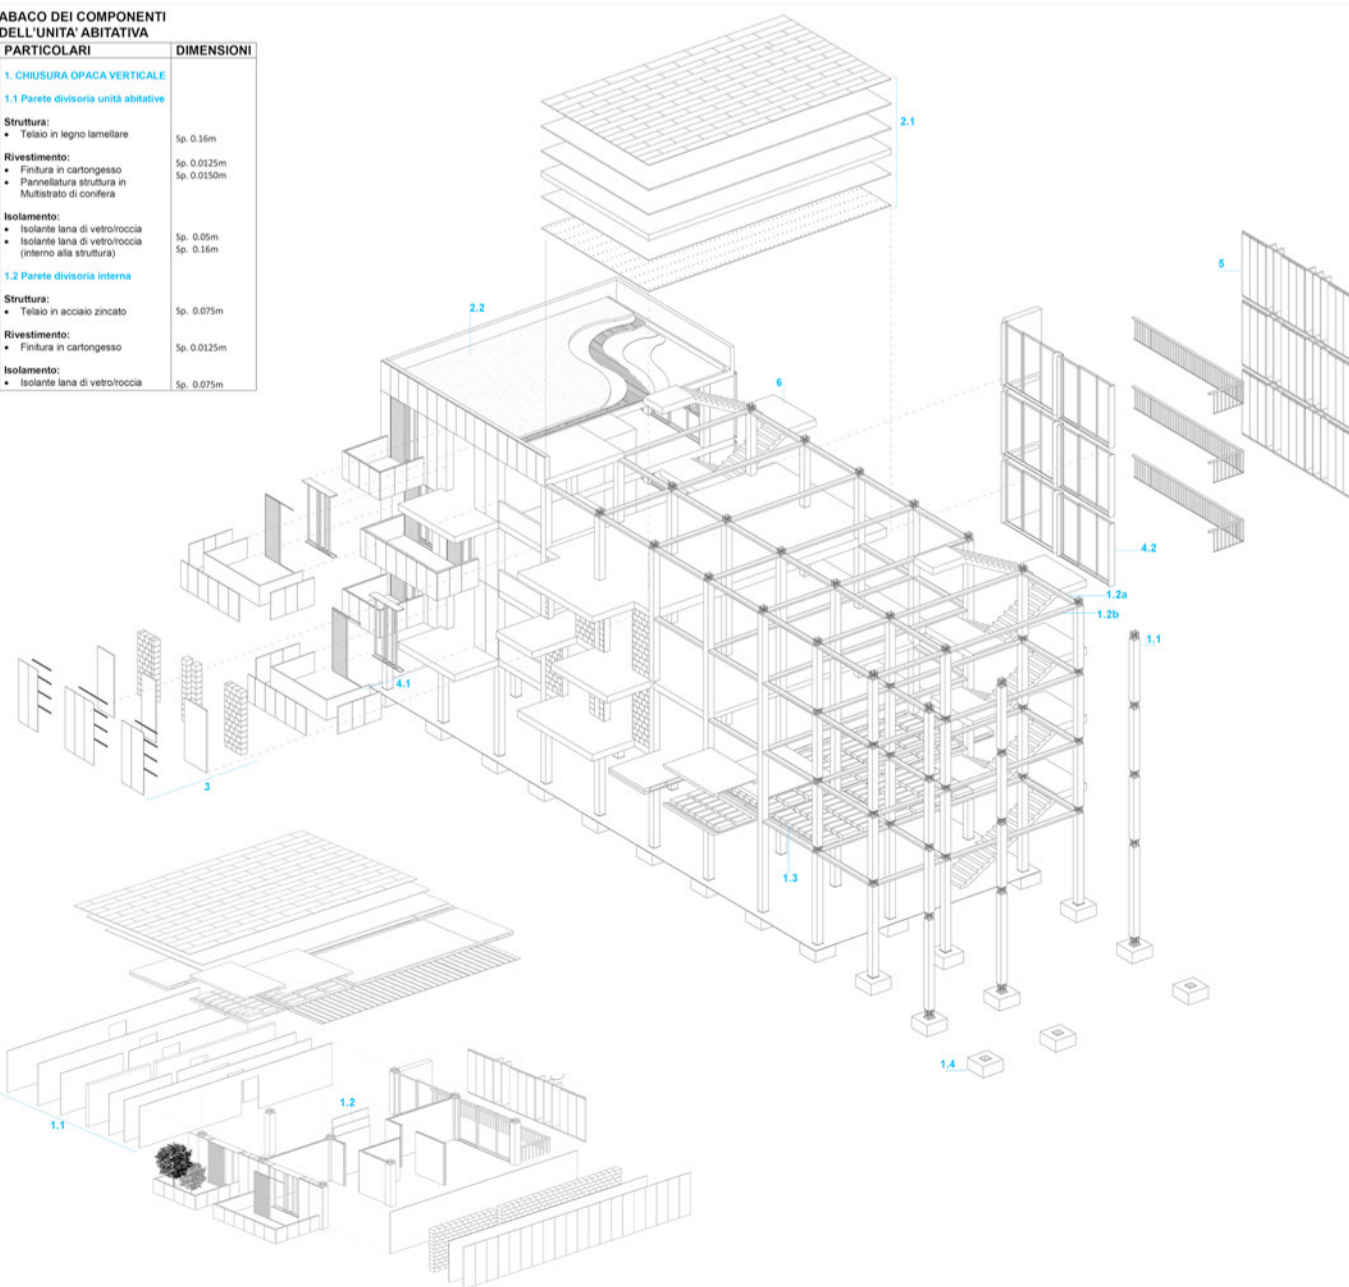 ABACO DEI COMPONENTI
DELL'UNITA' ABITATIVA
PARTICOLARI DIMENSIONI
1. CHIUSURA OPACA VERTICALE
1.1 Parete divisoria unità abitative
Struttura:
• Telaio in legno lamellare Sp. 0.16m
Rivestimento:
• Finitura in cartongesso Sp. 0.0125m
• Pannellatura struttura in Sp. 0.0150m
Multistrato di conifera
Isolamento:
• Isolante lana di vetro/roccia Sp. 0.05m
• Isolante lana di vetro/roccia Sp. 0.16m
(interno alla struttura)
1.2 Parete divisoria interna
Struttura:
• Telaio in acciaio zincato Sp. 0.075m
Rivestimento:
• Finitura in cartongesso Sp. 0.0125m
Isolamento:
• Isolante lana di vetro/roccia Sp. 0.075m
2.1
5
2.2
6
4.2
1.2a
1.2b
1.1
4.1
3
1.3
1.4
1.2
1.1